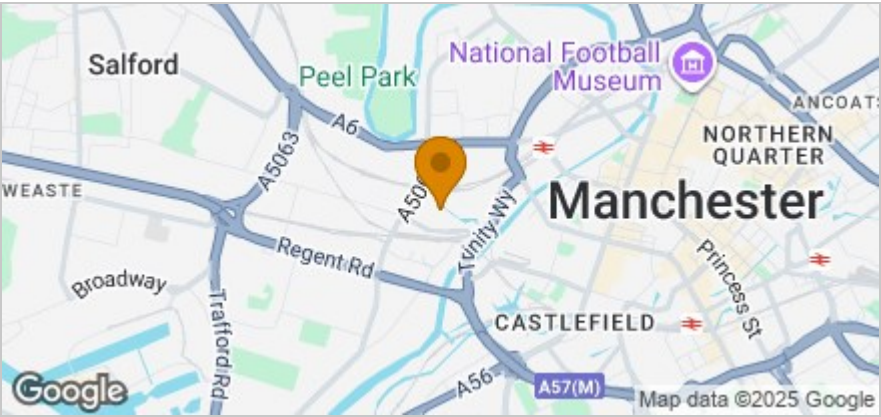 Salford
National Football
Museum
Peel Park
ANCOATS
A6
NORTHERN
QUARTER
A5063
WEASTE
Manchester
Trinity Wy
Regent Rd
Princess St
Broadway
Trafford Rd
CASTLEFIELD
A56
A57(M)
Google
Map data ©2025 Google